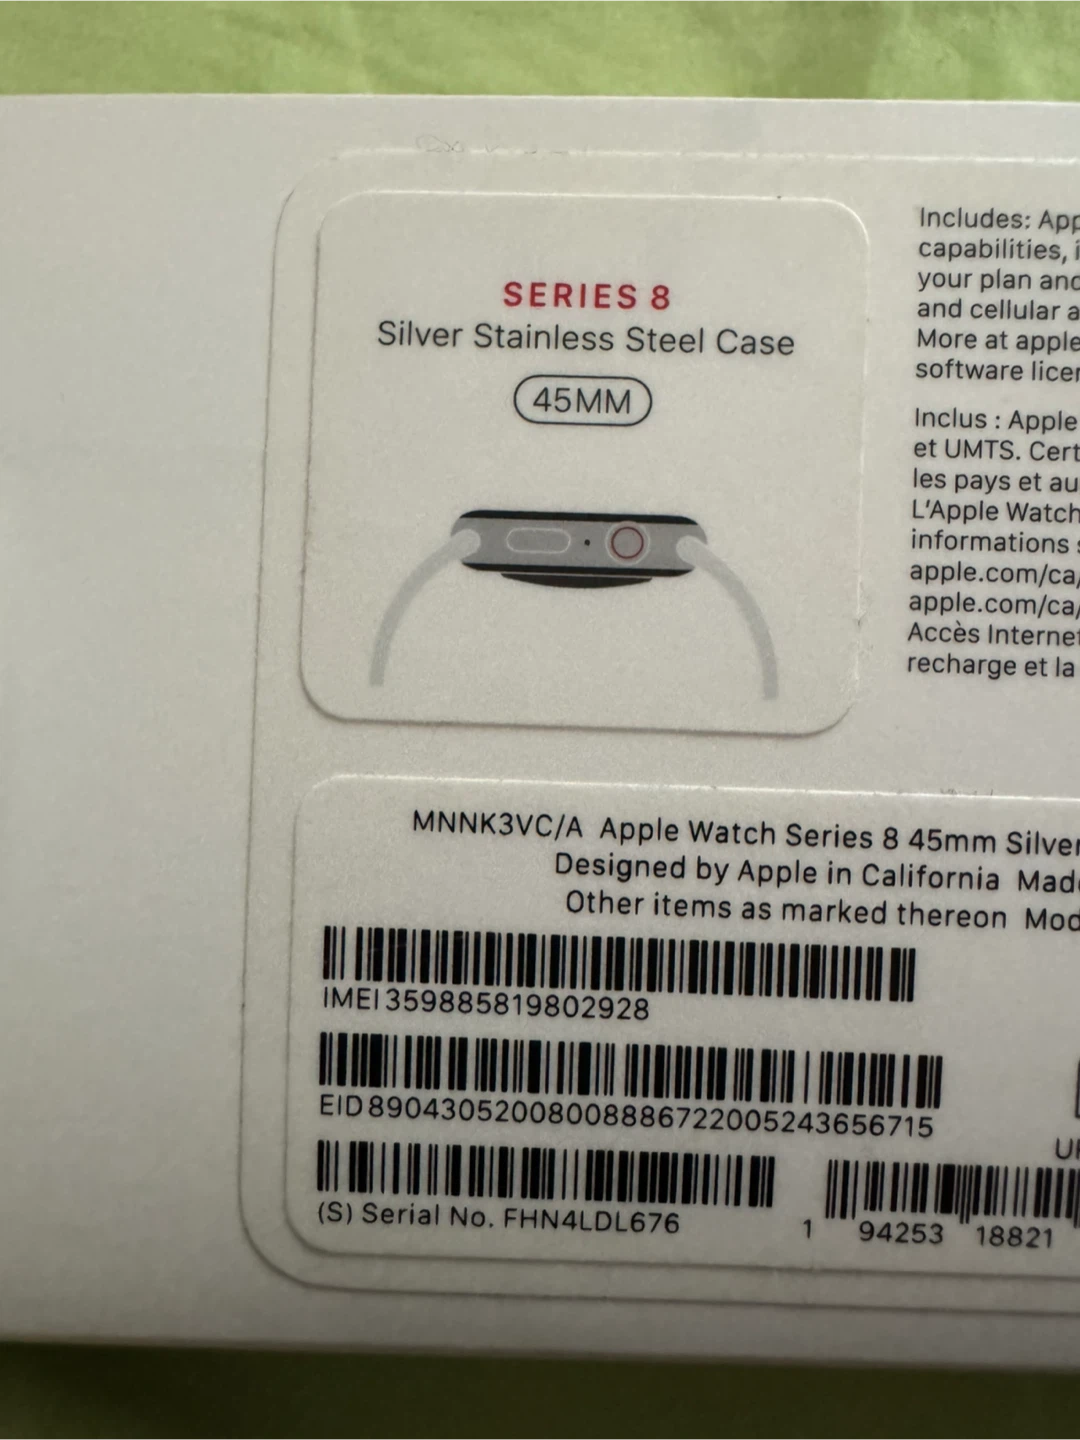 SERIES 8
Silver Stainless Steel Case
45MM
Includes: App
capabilities, i
your plan and
and cellular a
More at apple
software licen
Inclus : Apple
et UMTS. Cert
les pays et au
L'Apple Watch
informations s
apple.com/ca/
apple.com/ca/
Accès Internet
recharge et la
MNNK3VC/A Apple Watch Series 8 45mm Silver
Designed by Apple in California Made
Other items as marked thereon Mod
IMEI 359885819802928
EID 89043052008008886722005243656715
(S) Serial No. FHN4LDL676
1 94253 18821